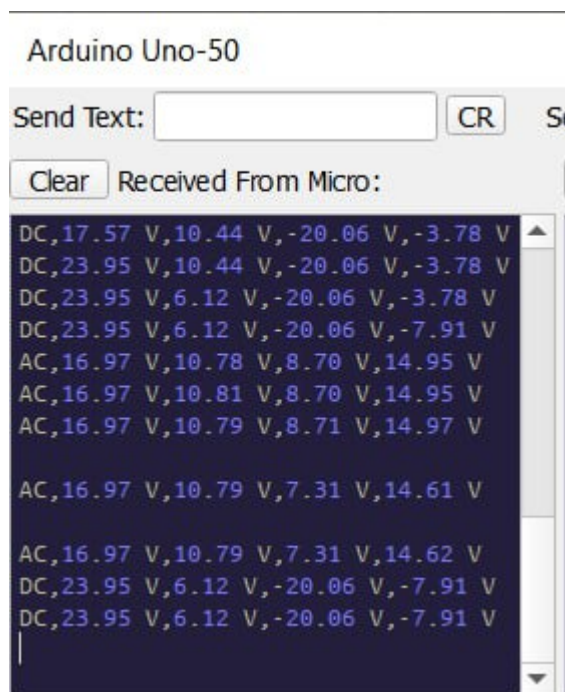 Arduino Uno-50
Send Text: CR
Clear Received From Micro:
DC,17.57 V,10.44 V,-20.06 V,-3.78 V
DC,23.95 V,10.44 V,-20.06 V,-3.78 V
DC,23.95 V,6.12 V,-20.06 V,-3.78 V
DC,23.95 V,6.12 V,-20.06 V,-7.91 V
AC,16.97 V,10.78 V,8.70 V,14.95 V
AC,16.97 V,10.81 V,8.70 V,14.95 V
AC,16.97 V,10.79 V,8.71 V,14.97 V
AC,16.97 V,10.79 V,7.31 V,14.61 V
AC,16.97 V,10.79 V,7.31 V,14.62 V
DC,23.95 V,6.12 V,-20.06 V,-7.91 V
DC,23.95 V,6.12 V,-20.06 V,-7.91 V